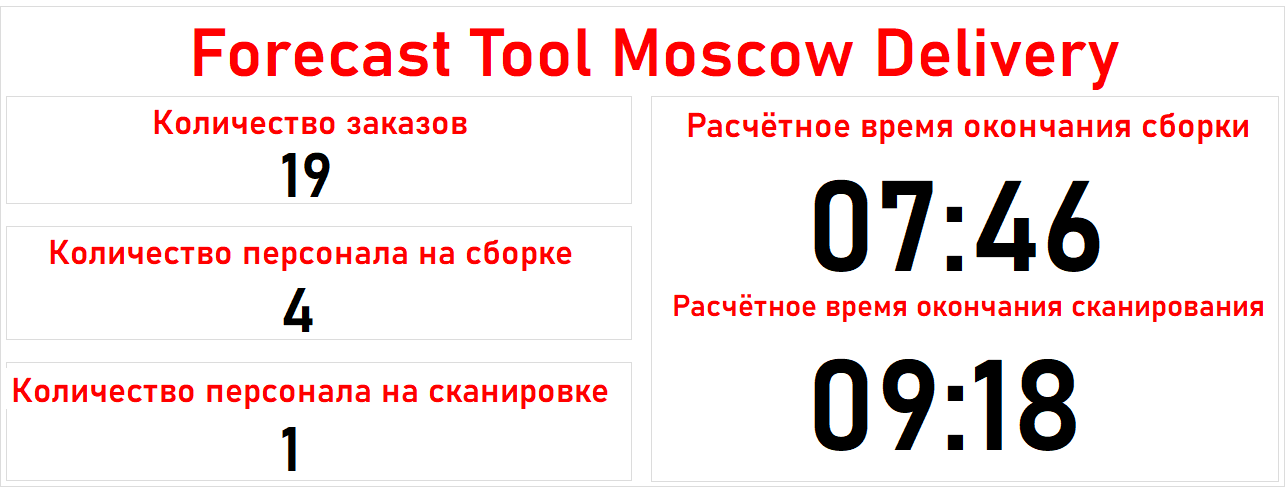 Forecast Tool Moscow Delivery
Количество заказов
19
Количество персонала на сборке
4
Количество персонала на сканировке
1
Расчётное время окончания сборки
07:46
Расчётное время окончания сканирования
09:18